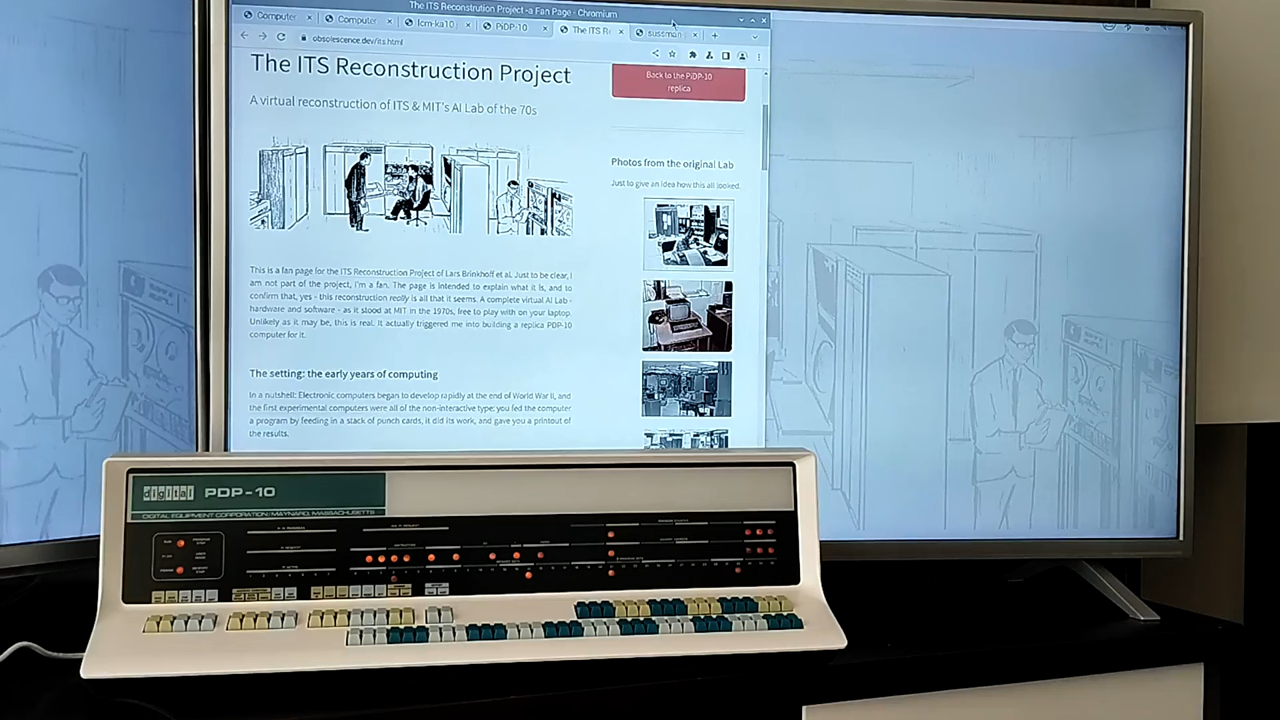 The ITS Reconstrution Project -a Fan Page - Chromium
Computer
Computer
lcm-ka10
PiDP-10
The ITS Re
sussman
obsolescence.dev/its.html
The ITS Reconstruction Project
A virtual reconstruction of ITS & MIT's AI Lab of the 70s
This is a fan page for the ITS Reconstruction Project of Lars Brinkhoff et al. Just to be clear, I
am not part of the project, I'm a fan. The page is intended to explain what it is, and to
confirm that, yes - this reconstruction really is all that it seems. A complete virtual AI Lab -
hardware and software - as it stood at MIT in the 1970s, free to play with on your laptop.
Unlikely as it may be, this is real. It actually triggered me into building a replica PDP-10
computer for it.
The setting: the early years of computing
In a nutshell: Electronic computers began to develop rapidly at the end of World War II, and
the first experimental computers were all of the non-interactive type: you fed the computer
a program by feeding in a stack of punch cards, it did its work, and gave you a printout of
the results.
Back to the PiDP-10
replica
Photos from the original Lab
Just to give an idea how this all looked.
digital PDP-10
DIGITAL EQUIPMENT CORPORATION MAYNARD, MASSACHUSETTS
RUN
PROGRAM
STOP
USER
MODE
POWER
MEMORY
STOP